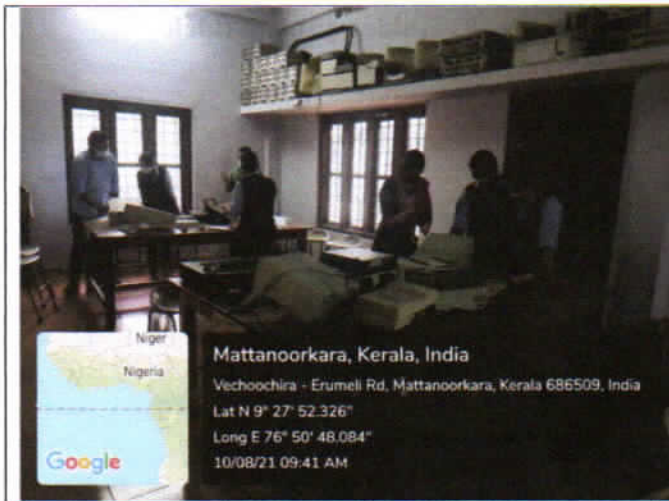 Niger
Nigeria
Google
Mattanoorkara, Kerala, India
Vechoochira - Erumeli Rd, Mattanoorkara, Kerala 686509, India
Lat N 9° 27' 52.326"
Long E 76° 50' 48.084"
10/08/21 09:41 AM